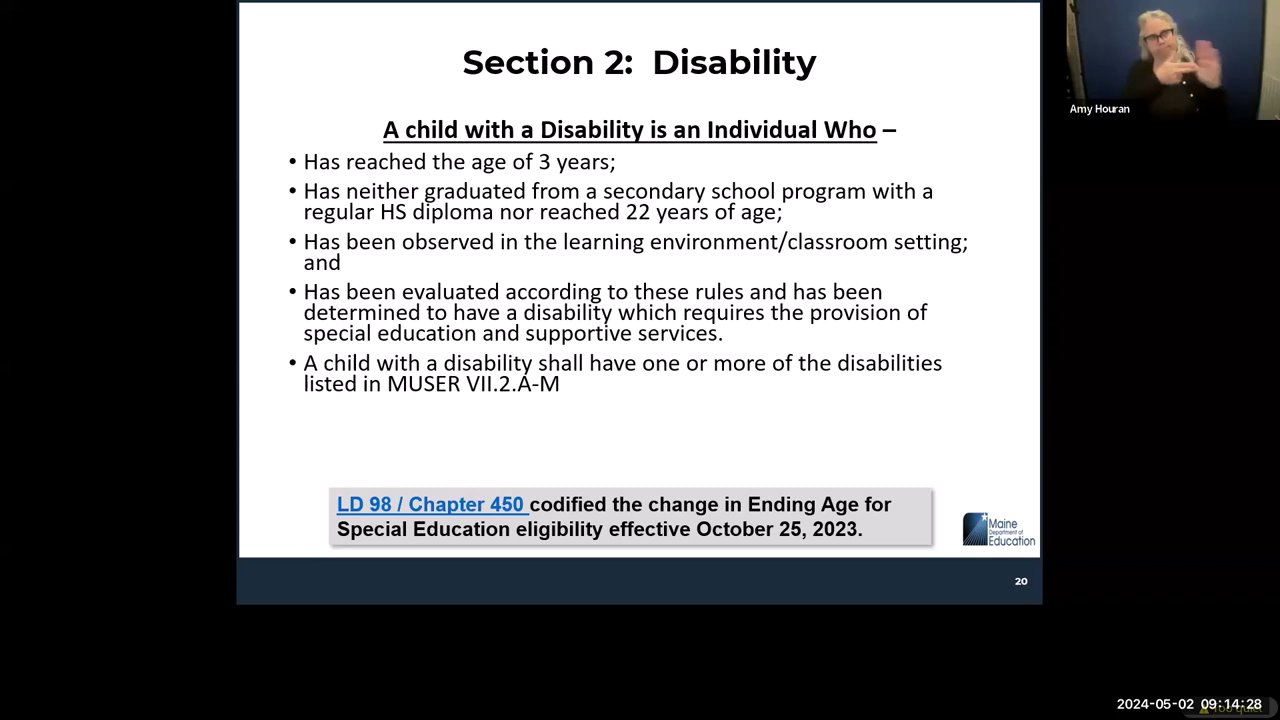 Section 2:  Disability
A child with a Disability is an Individual Who –
• Has reached the age of 3 years;
• Has neither graduated from a secondary school program with a
regular HS diploma nor reached 22 years of age;
• Has been observed in the learning environment/classroom setting;
and
• Has been evaluated according to these rules and has been
determined to have a disability which requires the provision of
special education and supportive services.
• A child with a disability shall have one or more of the disabilities
listed in MUSER VII.2.A-M
LD 98 / Chapter 450 codified the change in Ending Age for
Special Education eligibility effective October 25, 2023.
Maine
Department of
Education
20
Amy Houran
2024-05-02 09:14:28